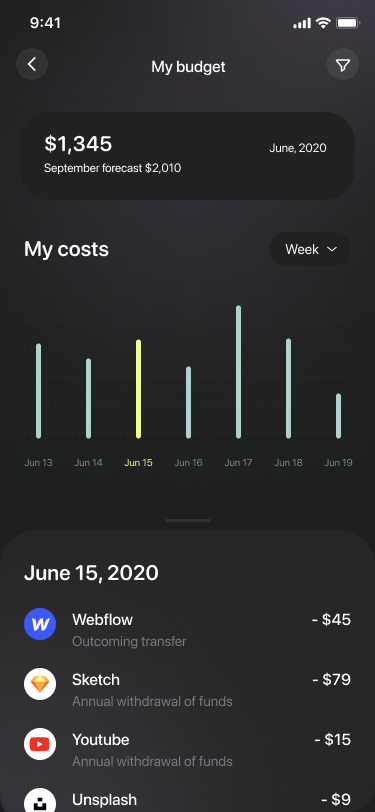 9:41
My budget
$1,345
June, 2020
September forecast $2,010
My costs
Week
Jun 13 Jun 14 Jun 15 Jun 16 Jun 17 Jun 18 Jun 19
June 15, 2020
Webflow - $45
Outcoming transfer
Sketch - $79
Annual withdrawal of funds
Youtube - $15
Annual withdrawal of funds
Unsplash - $9